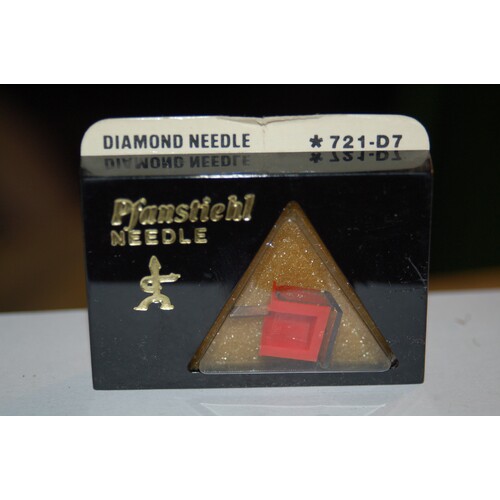 DIAMOND NEEDLE * 721-D7
Pfanstiehl
NEEDLE